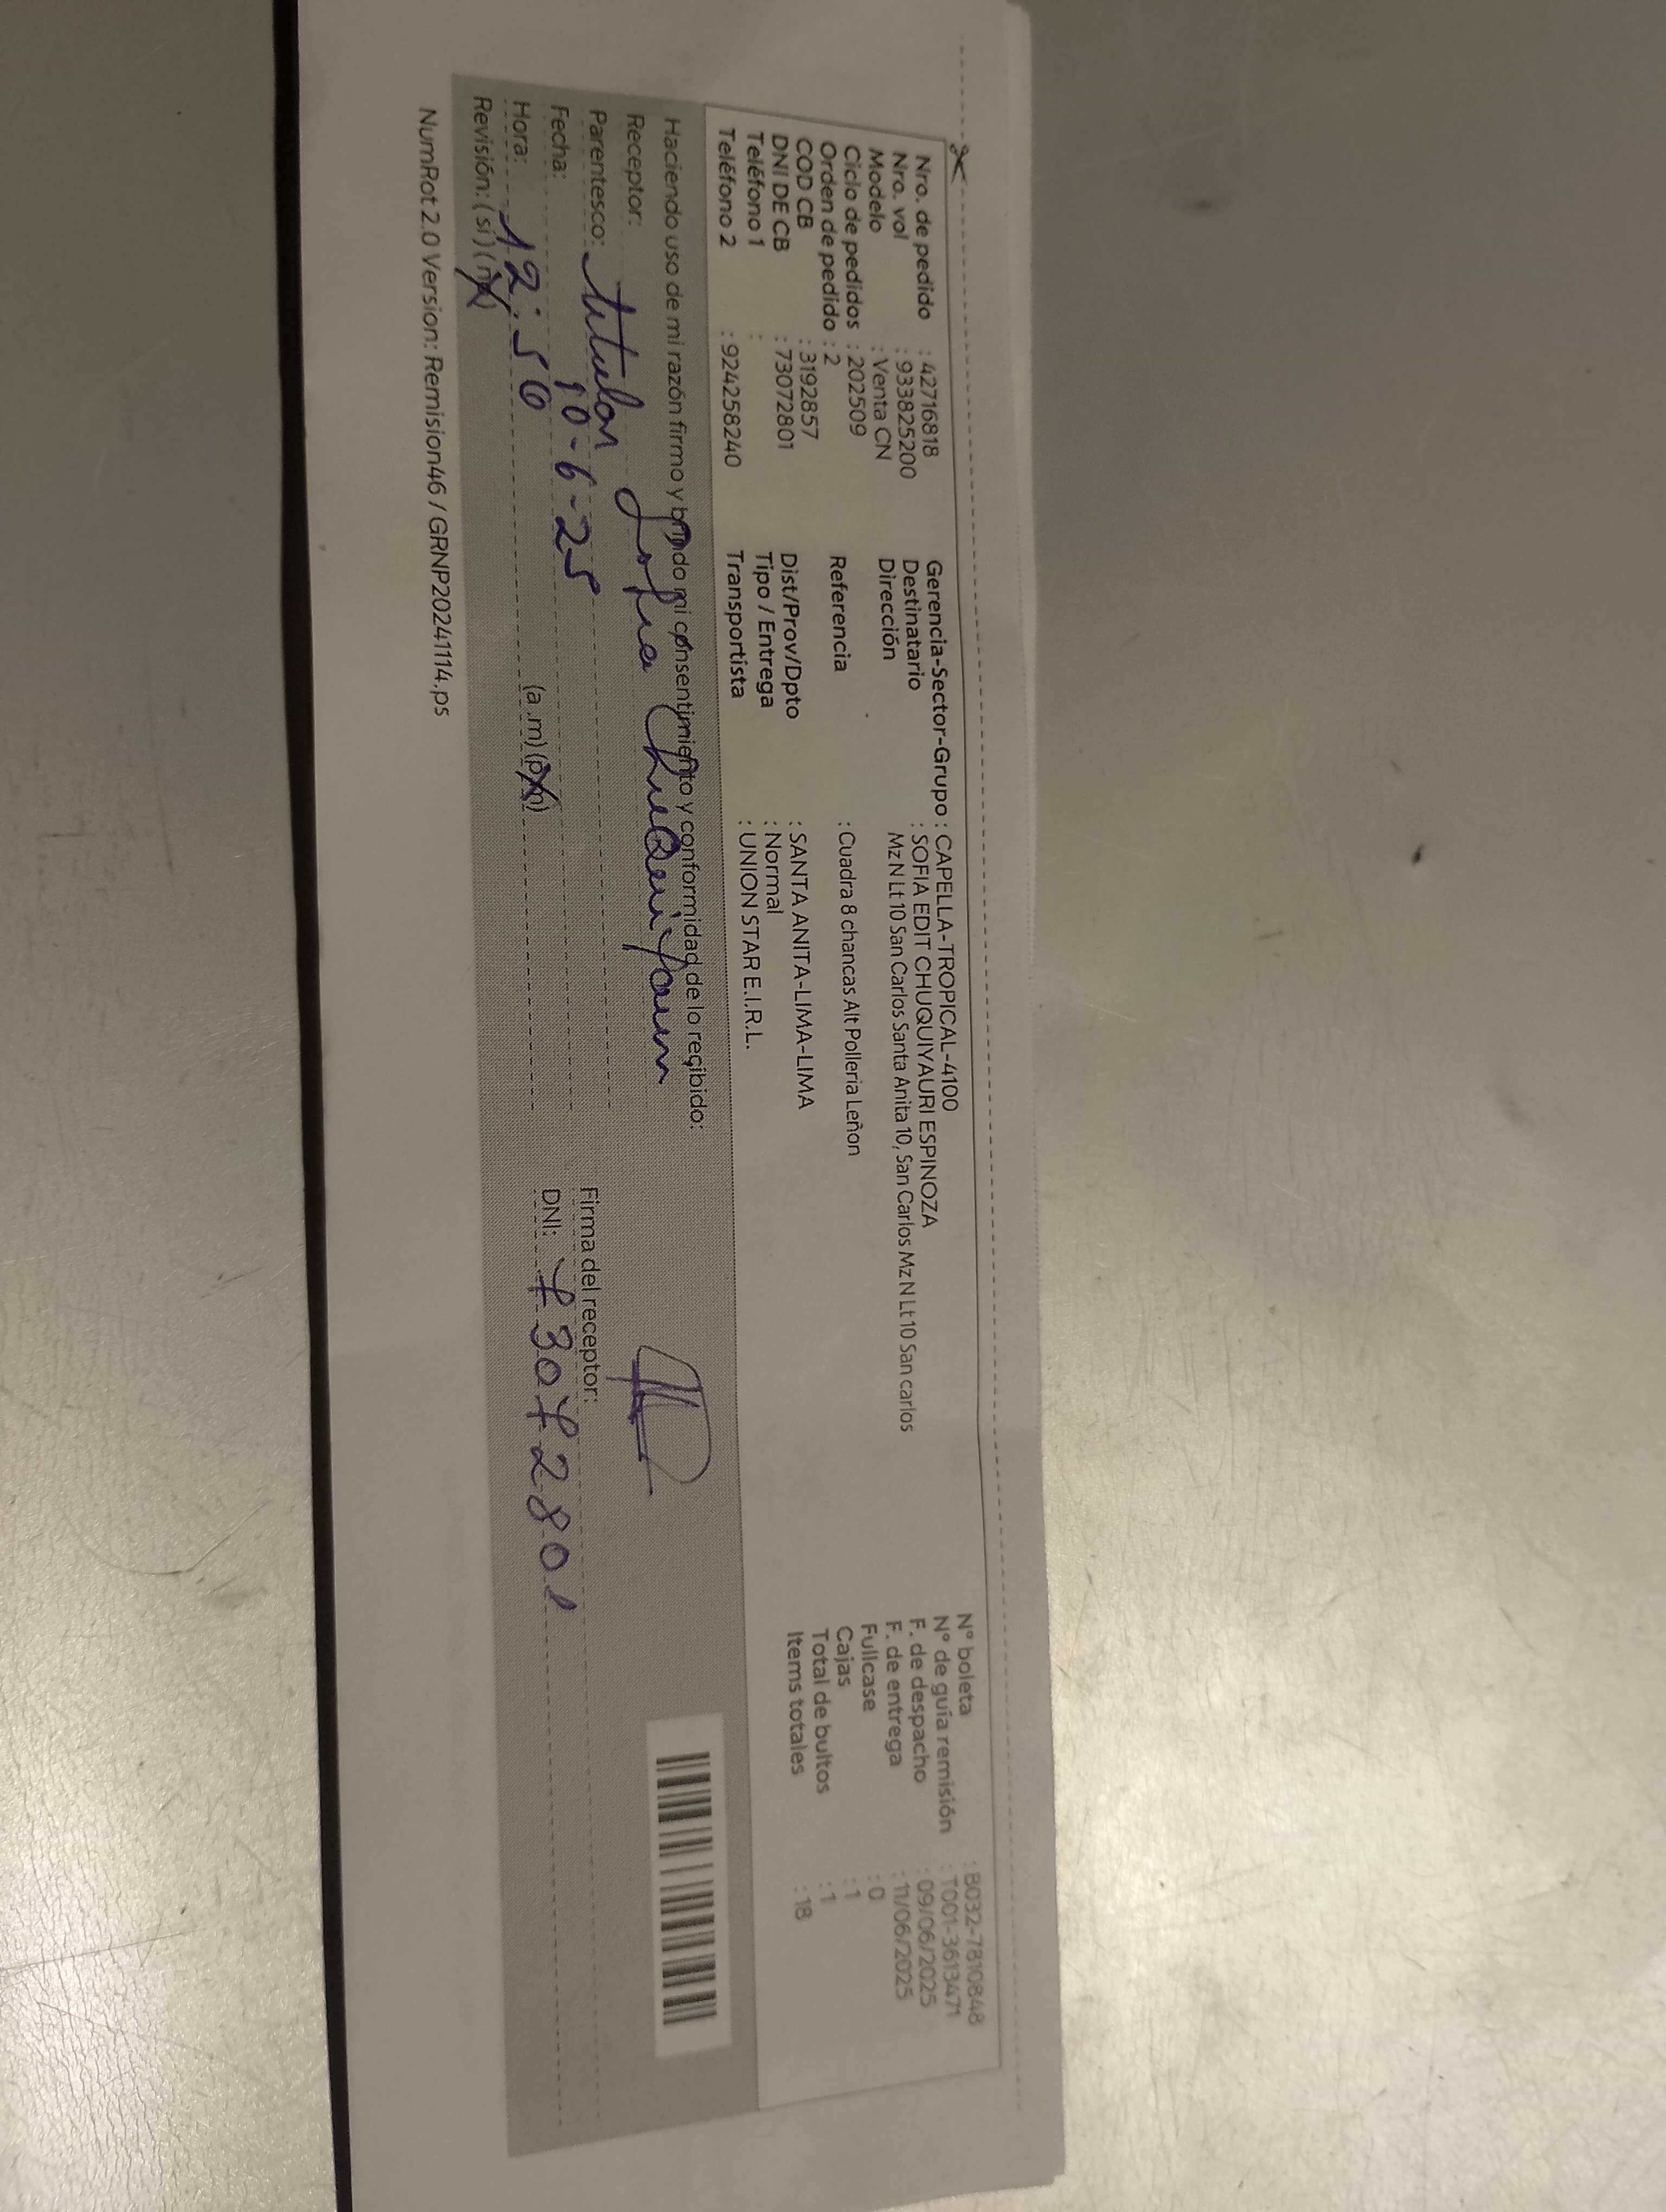 Nro. de pedido : 42716818
Nro. vol : 933825200
Modelo : Venta CN
Ciclo de pedidos : 202509
Orden de pedido : 2
COD CB : 3192857
DNI DE CB : 73072801
Teléfono 1 :
Teléfono 2 : 924258240
Gerencia-Sector-Grupo : CAPELLA-TROPICAL-4100
Destinatario : SOFIA EDIT CHUQUIYAURI ESPINOZA
Dirección Mz N Lt 10 San Carlos Santa Anita 10, San Carlos Mz N Lt 10 San carlos
Referencia : Cuadra 8 chancas Alt Polleria Leñon
Dist/Prov/Dpto : SANTA ANITA-LIMA-LIMA
Tipo / Entrega : Normal
Transportista : UNION STAR E.I.R.L.
N° boleta : B032-7810848
N° de guía remisión : T001-3613471
F. de despacho : 09/06/2025
F. de entrega : 11/06/2025
Fullcase : 0
Cajas : 1
Total de bultos : 1
Items totales : 18
Haciendo uso de mi razón firmo y brindo mi consentimiento y conformidad de lo recibido:
Receptor: Sofia
Parentesco: titular
Fecha: 10-6-25
Hora: 12:50 (a.m) (p.m)
Revisión: (si) (no)
Firma del receptor:
DNI: 73072801
NumRot 2.0 Version: Remision46 / GRNP20241114.ps